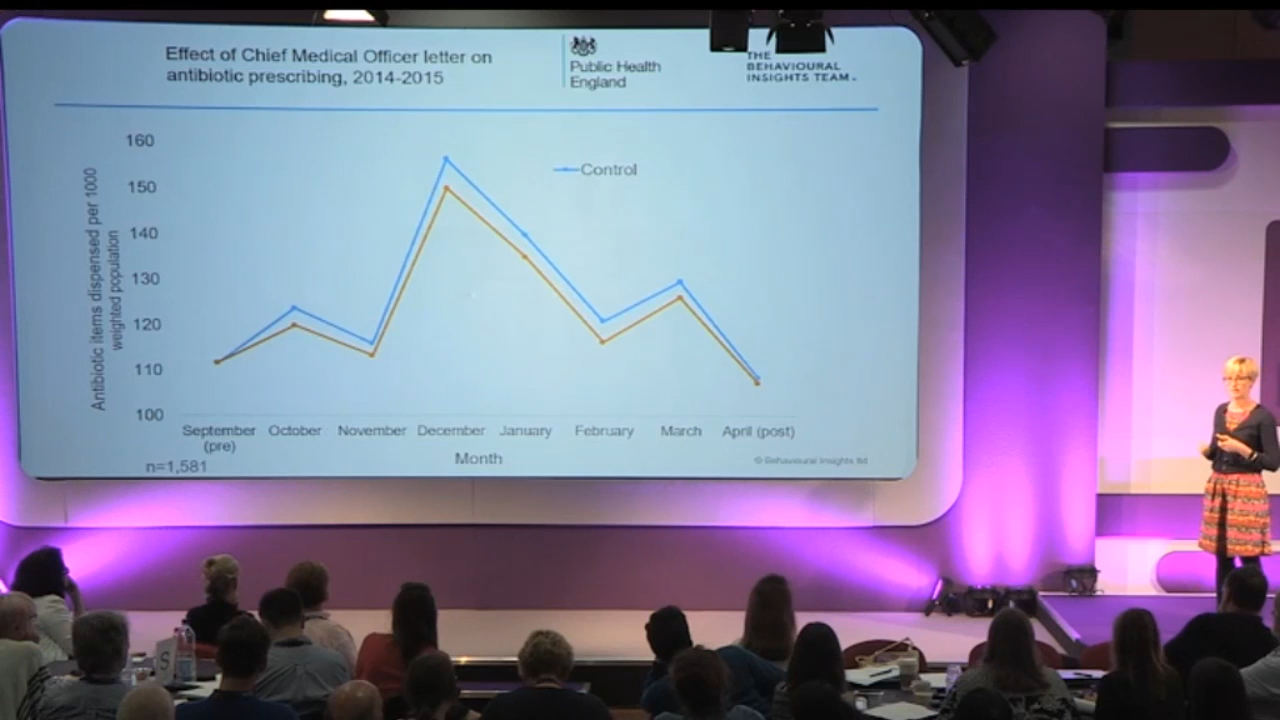 Effect of Chief Medical Officer letter on
antibiotic prescribing, 2014-2015
Public Health
England
THE
BEHAVIOURAL
INSIGHTS TEAM
Antibiotic items dispensed per 1000
weighted population
160
150
140
130
120
110
100
Control
September
(pre)
October
November
December
January
February
March
April (post)
Month
n=1,581
© Behavioural Insights ltd
S